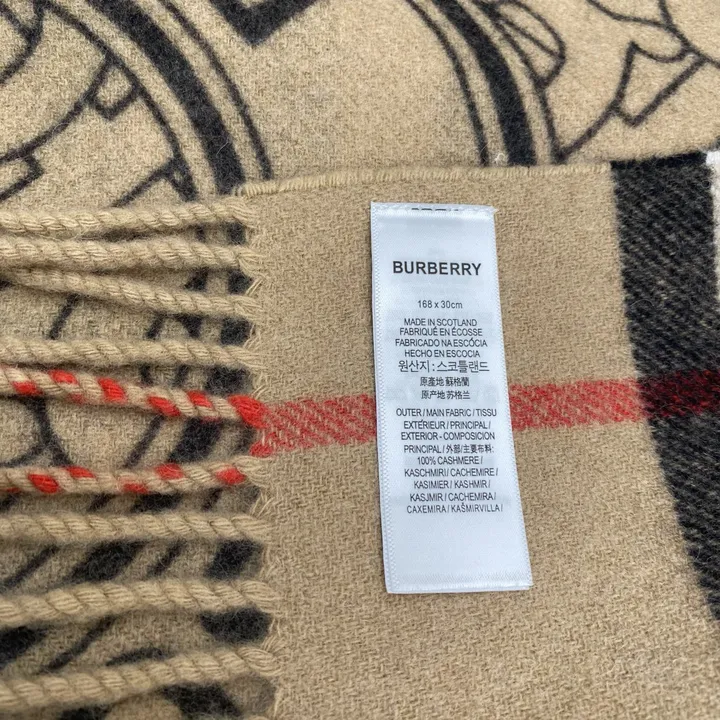 BURBERRY
168 x 30cm
MADE IN SCOTLAND
FABRIQUÉ EN ÉCOSSE
FABRICADO NA ESCÓCIA
HECHO EN ESCOCIA
원산지 : 스코틀랜드
原產地 蘇格蘭
原产地 苏格兰
OUTER / MAIN FABRIC / TISSU
EXTÉRIEUR / PRINCIPAL /
EXTERIOR - COMPOSICION
PRINCIPAL / 外部/主要布料:
100% CASHMERE /
KASCHMIR/ CACHEMIRE /
KASIMIER / KASHMIR /
KAŞMIR / CACHEMIRA /
CAXEMIRA / KAŠMIRVILLA /